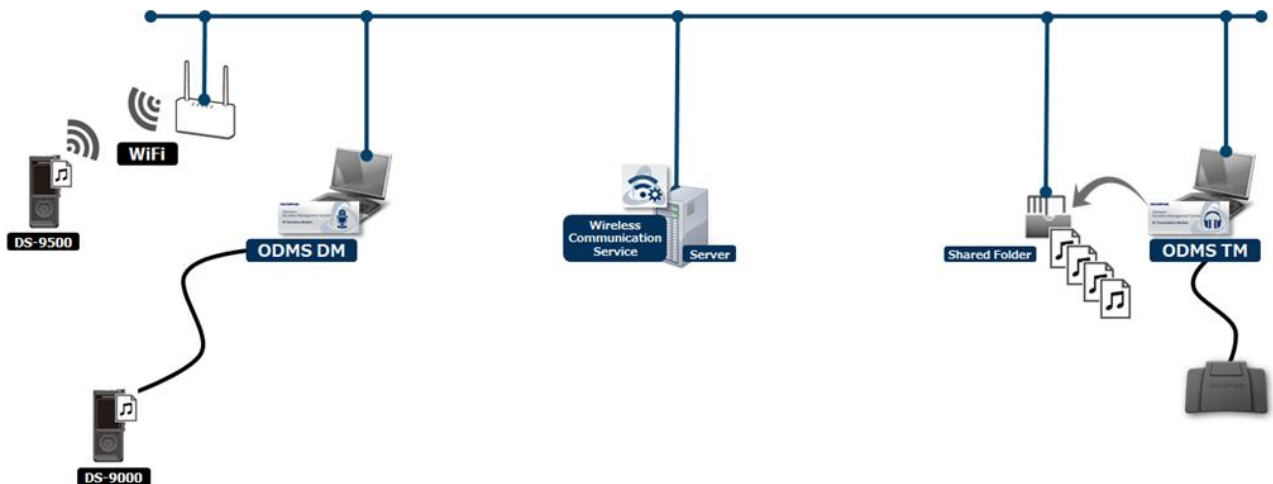 WiFi
DS-9500
ODMS DM
Wireless
Communication
Service
Server
Shared Folder
ODMS TM
DS-9000